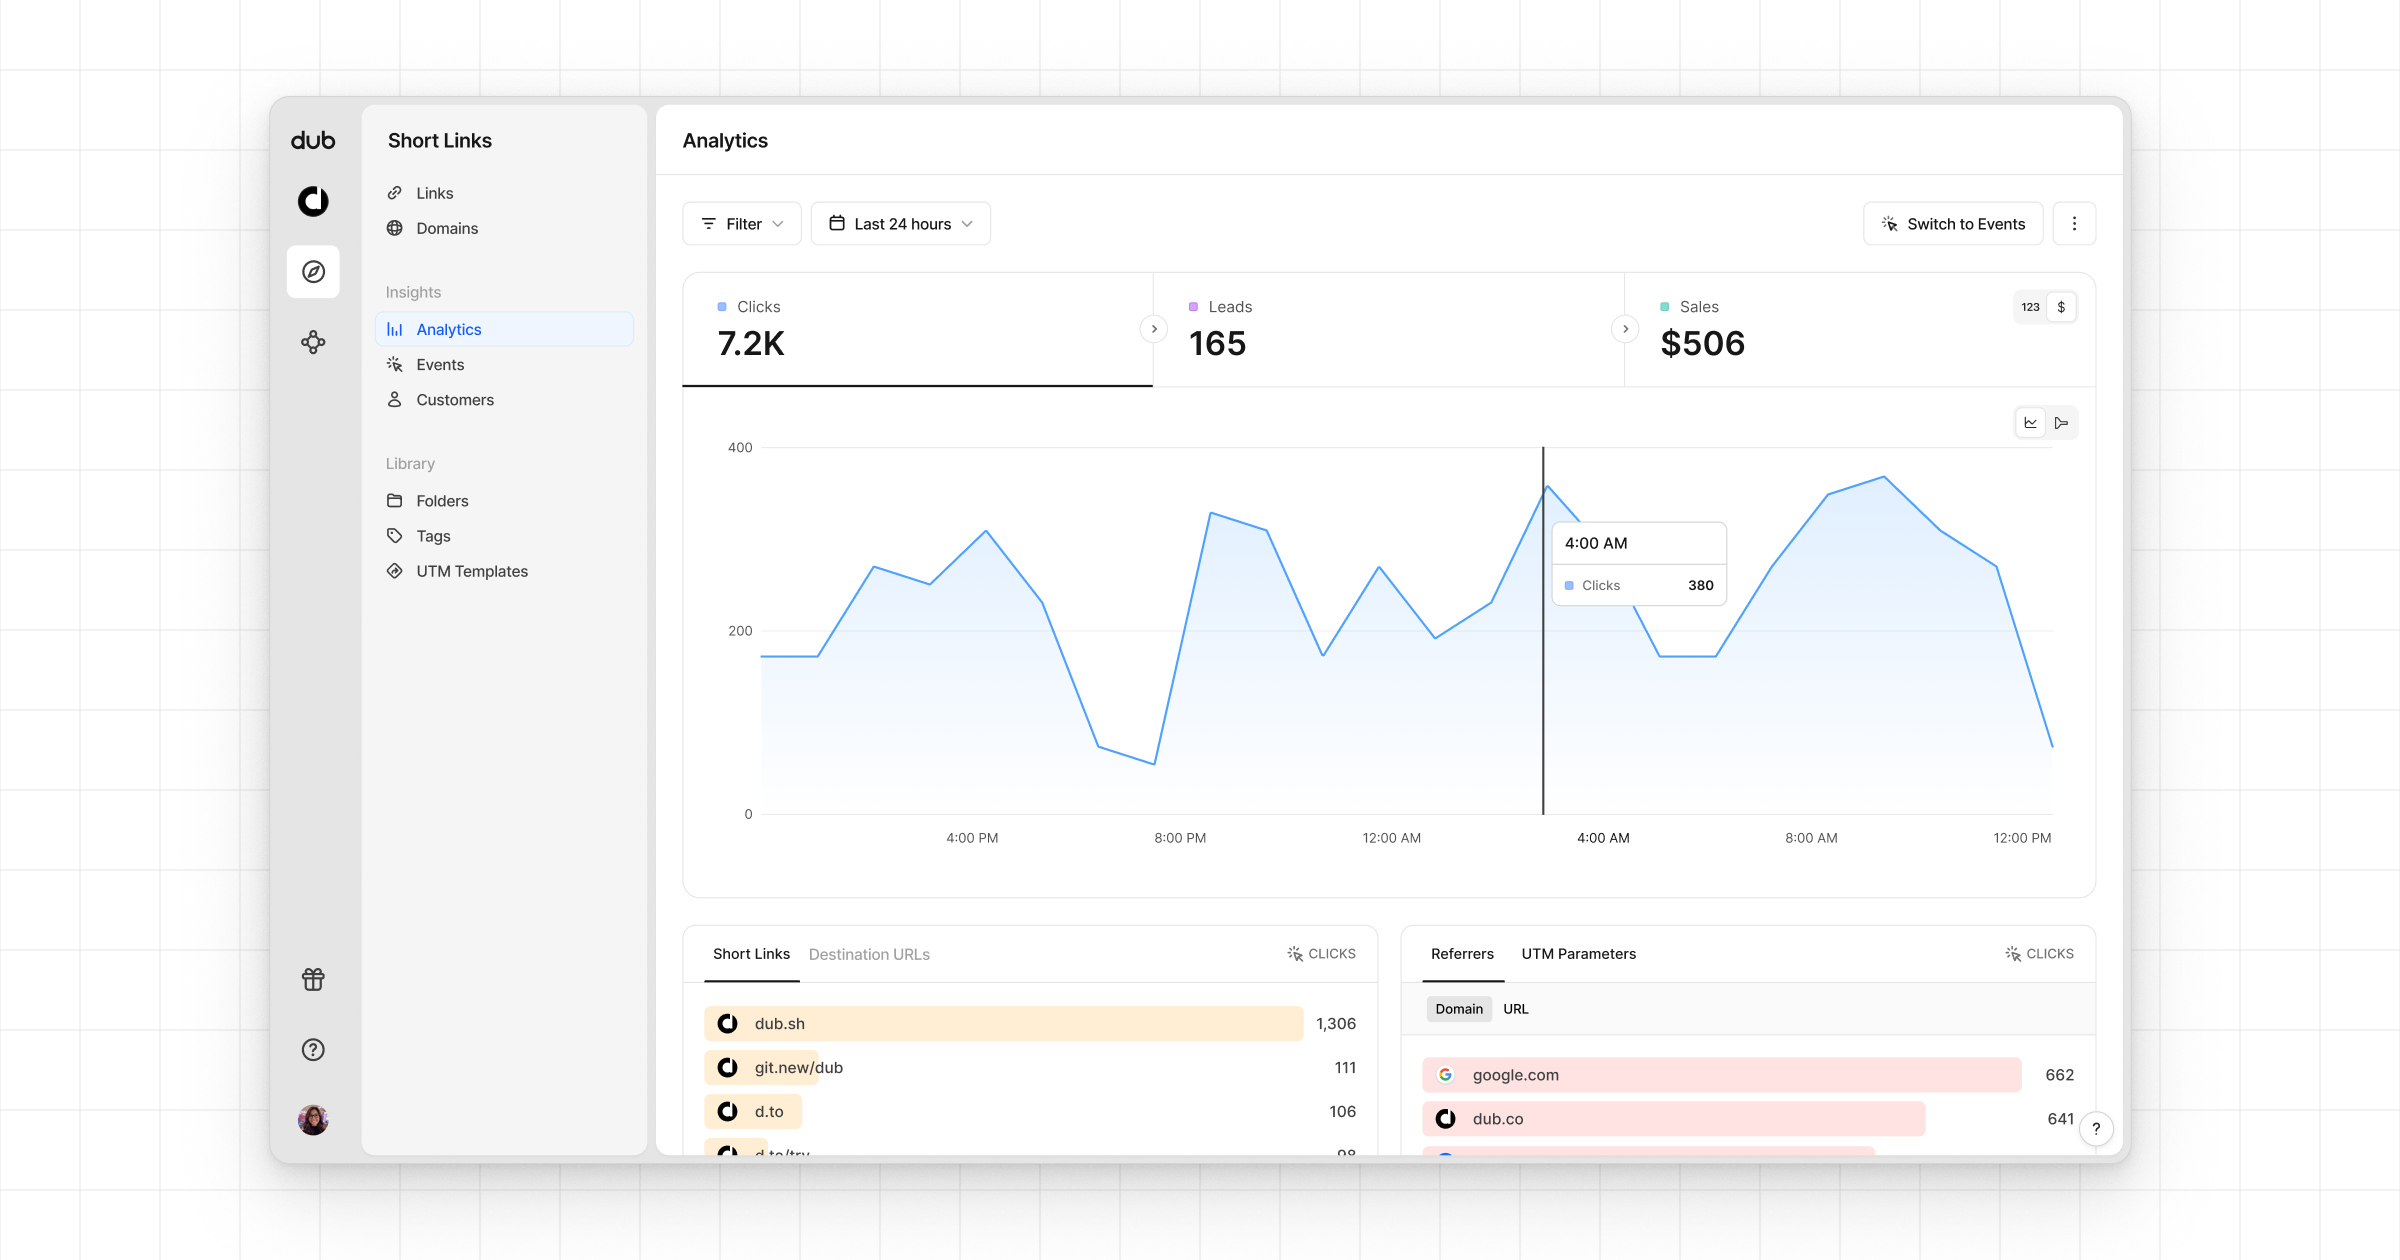 dub
Short Links
Links
Domains
Insights
Analytics
Events
Customers
Library
Folders
Tags
UTM Templates
Analytics
Filter
Last 24 hours
Switch to Events
Clicks
7.2K
Leads
165
Sales
$506
123 $
400
200
0
4:00 AM
Clicks 380
4:00 PM 8:00 PM 12:00 AM 4:00 AM 8:00 AM 12:00 PM
Short Links Destination URLs CLICKS
dub.sh 1,306
git.new/dub 111
d.to 106
d.to/try 98
Referrers UTM Parameters CLICKS
Domain URL
google.com 662
dub.co 641
?